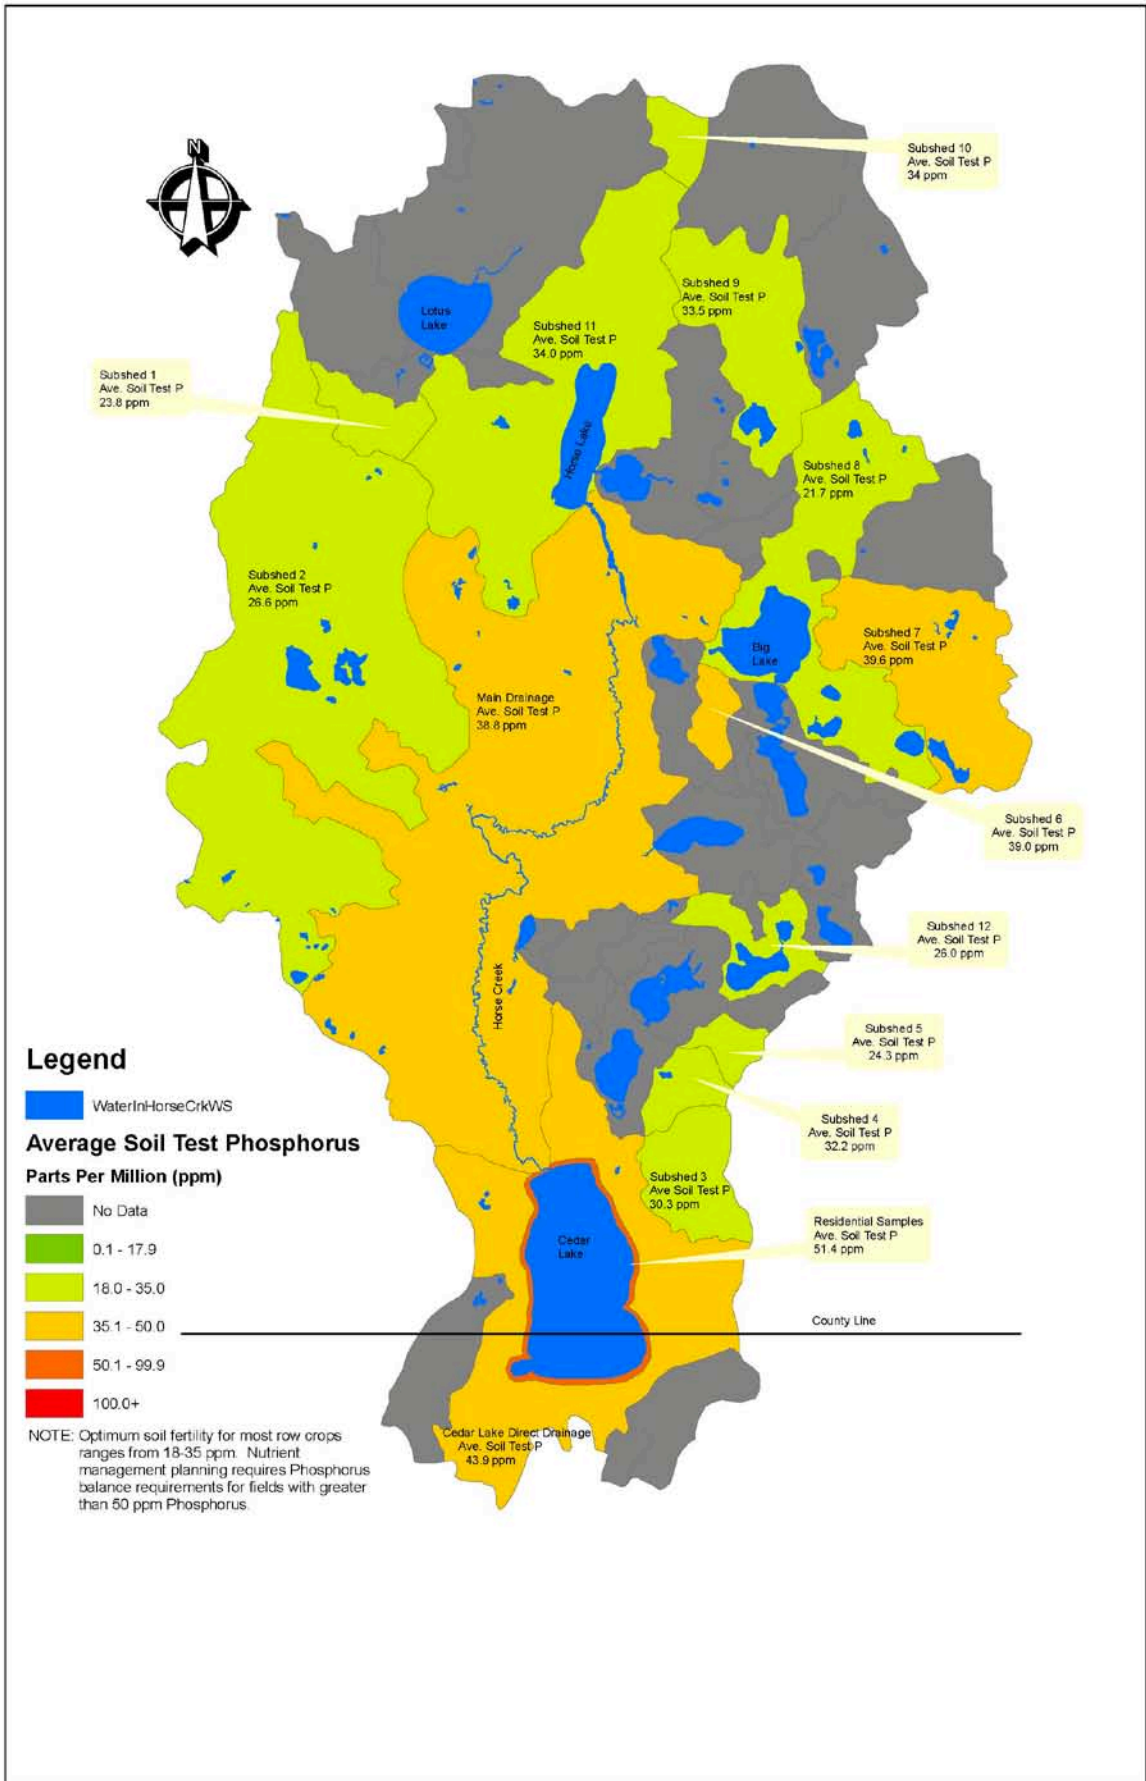 N
Subshed 10
Ave. Soil Test P
34 ppm
Subshed 9
Ave. Soil Test P
33.5 ppm
Lotus
Lake
Subshed 11
Ave. Soil Test P
34.0 ppm
Subshed 1
Ave. Soil Test P
23.8 ppm
Horse Lake
Subshed 8
Ave. Soil Test P
21.7 ppm
Subshed 2
Ave. Soil Test P
26.6 ppm
Subshed 7
Ave. Soil Test P
39.6 ppm
Big
Lake
Main Drainage
Ave. Soil Test P
38.8 ppm
Subshed 6
Ave. Soil Test P
39.0 ppm
Subshed 12
Ave. Soil Test P
26.0 ppm
Horse Creek
Subshed 5
Ave. Soil Test P
24.3 ppm
Subshed 4
Ave. Soil Test P
32.2 ppm
Subshed 3
Ave Soil Test P
30.3 ppm
Residential Samples
Ave. Soil Test P
51.4 ppm
Cedar
Lake
County Line
Cedar Lake Direct Drainage
Ave. Soil Test P
43.9 ppm
Legend
WaterInHorseCrkWS
Average Soil Test Phosphorus
Parts Per Million (ppm)
No Data
0.1 - 17.9
18.0 - 35.0
35.1 - 50.0
50.1 - 99.9
100.0+
NOTE: Optimum soil fertility for most row crops
ranges from 18-35 ppm. Nutrient
management planning requires Phosphorus
balance requirements for fields with greater
than 50 ppm Phosphorus.